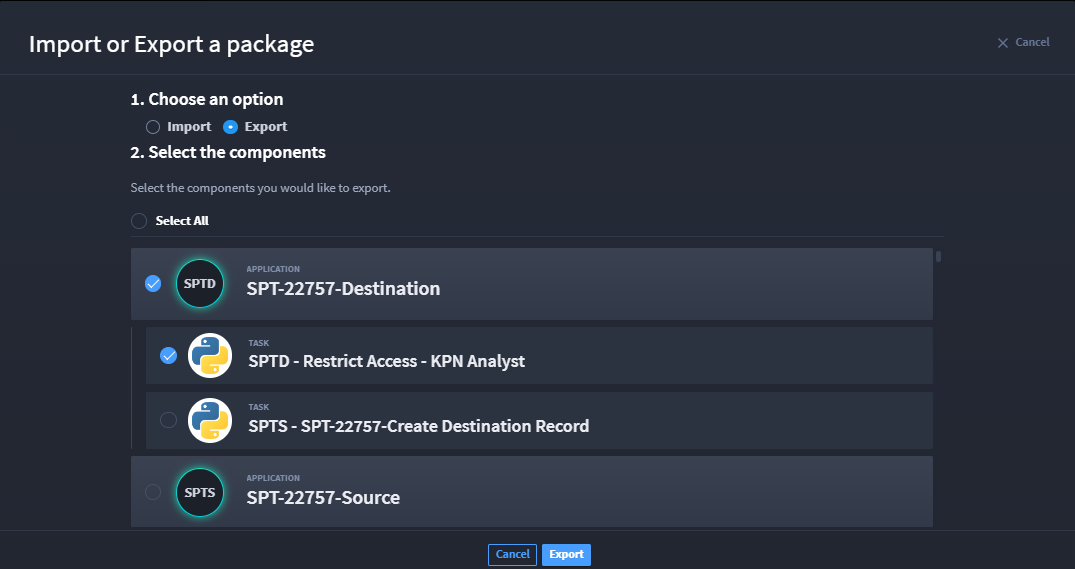 Import or Export a package
Cancel
1. Choose an option
Import Export
2. Select the components
Select the components you would like to export.
Select All
SPTD
APPLICATION
SPT-22757-Destination
TASK
SPTD - Restrict Access - KPN Analyst
TASK
SPTS - SPT-22757-Create Destination Record
SPTS
APPLICATION
SPT-22757-Source
Cancel Export